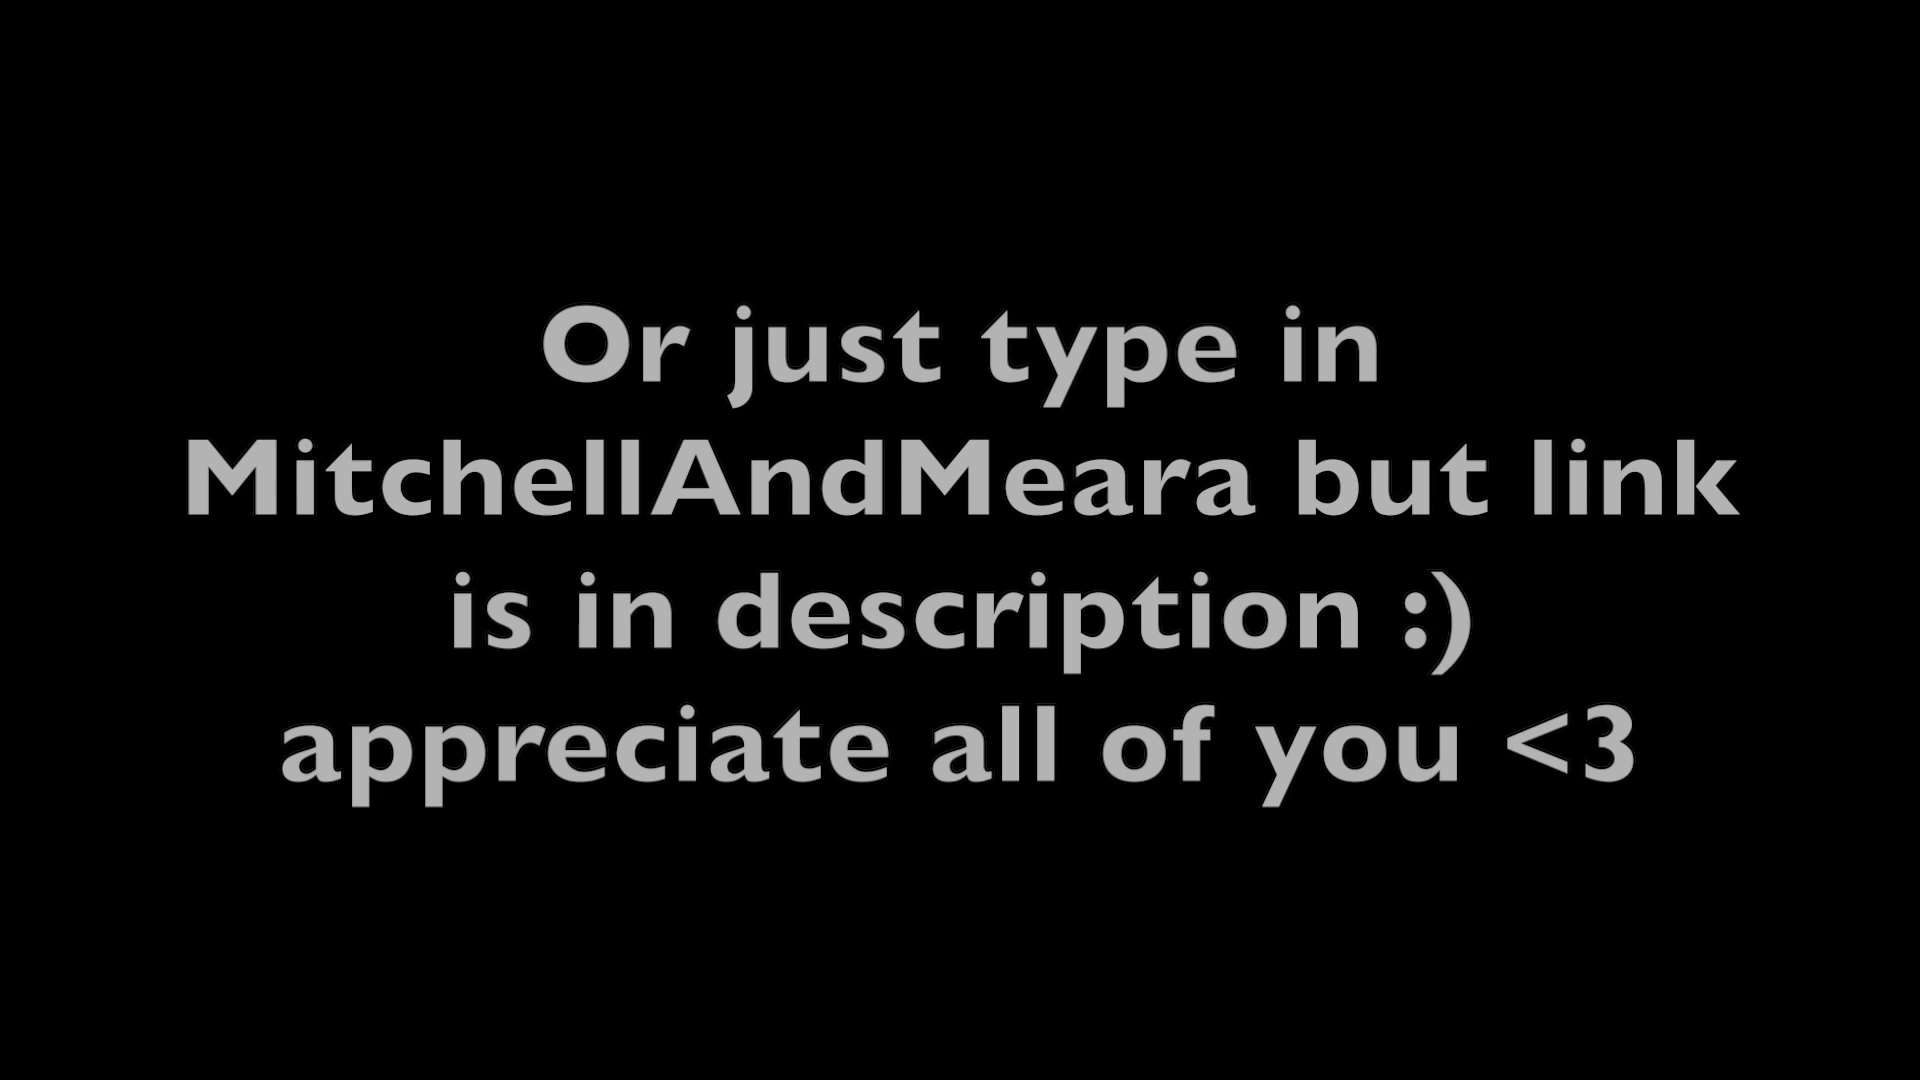 Or just type in
MitchellAndMeara but link
is in description :)
appreciate all of you <3